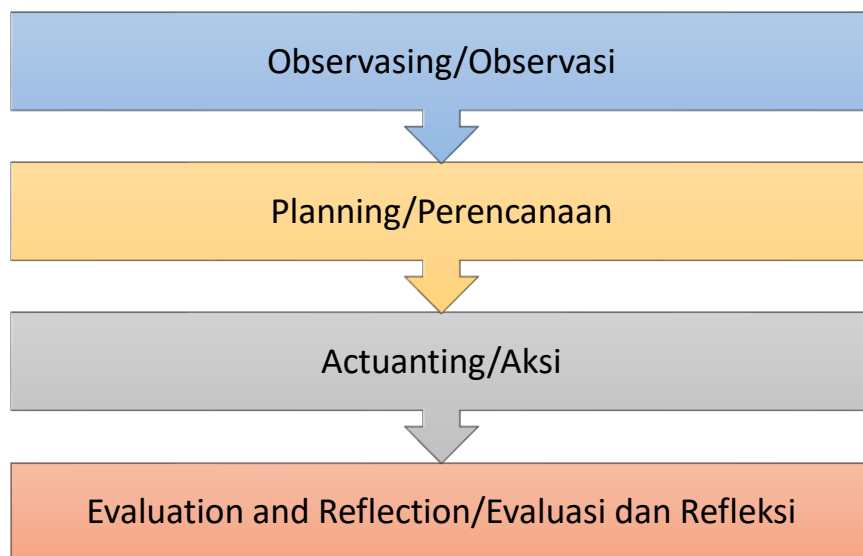 Observasing/Observasi
Planning/Perencanaan
Actuanting/Aksi
Evaluation and Reflection/Evaluasi dan Refleksi